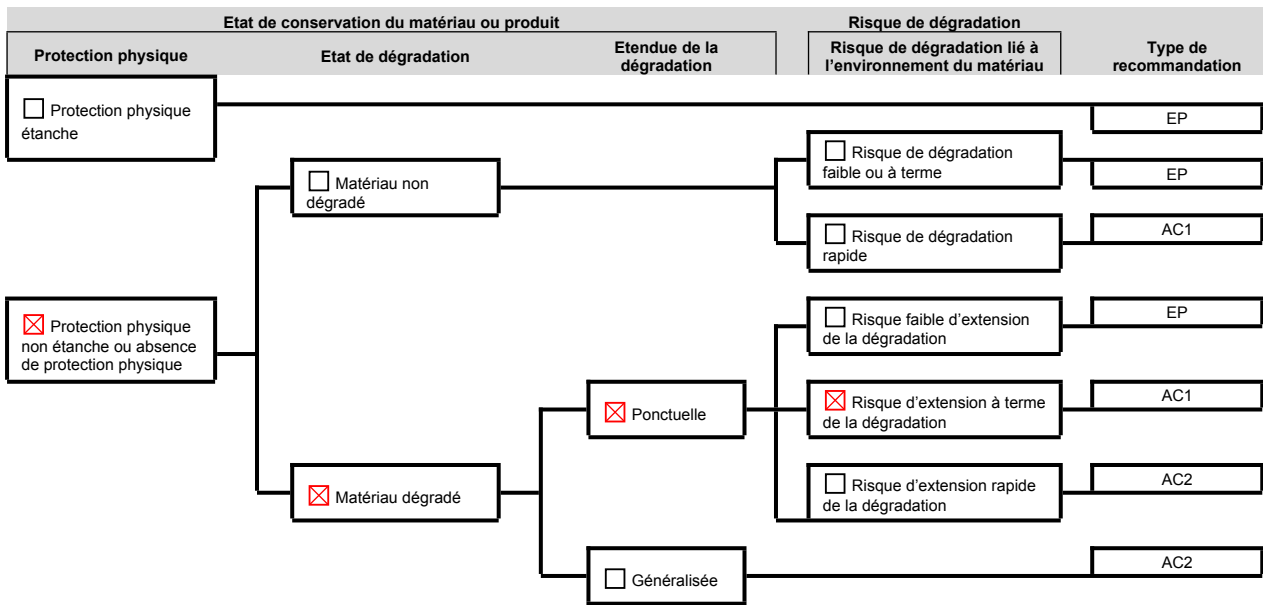 Etat de conservation du matériau ou produit
Risque de dégradation
Protection physique
Etat de dégradation
Etendue de la
dégradation
Risque de dégradation lié à
l'environnement du matériau
Type de
recommandation
Protection physique
étanche
EP
Matériau non
dégradé
Risque de dégradation
faible ou à terme
EP
Risque de dégradation
rapide
AC1
Protection physique
non étanche ou absence
de protection physique
Risque faible d'extension
de la dégradation
EP
Ponctuelle
Risque d'extension à terme
de la dégradation
AC1
Matériau dégradé
Risque d'extension rapide
de la dégradation
AC2
Généralisée
AC2